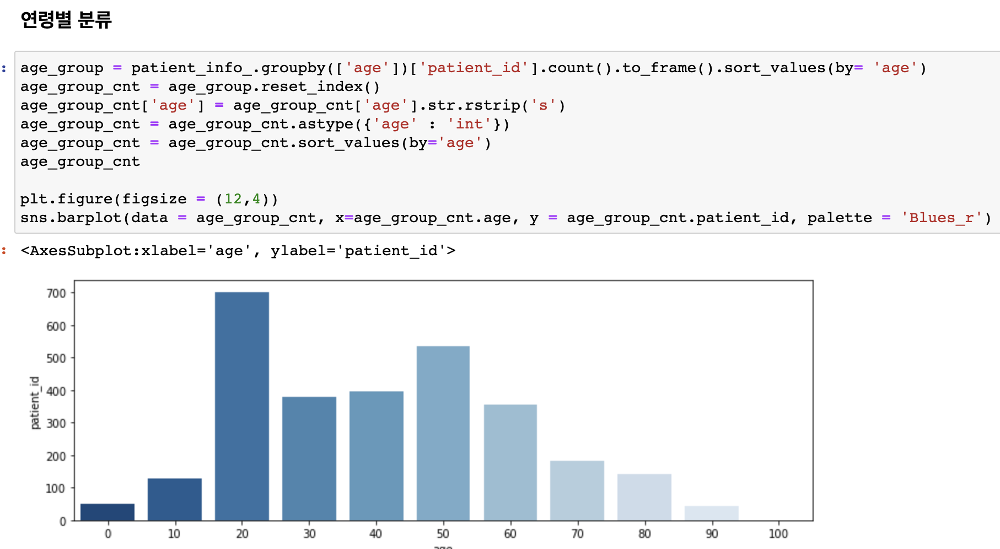 연령별 분류
:
age_group = patient_info_.groupby(['age'])['patient_id'].count().to_frame().sort_values(by= 'age')
age_group_cnt = age_group.reset_index()
age_group_cnt['age'] = age_group_cnt['age'].str.rstrip('s')
age_group_cnt = age_group_cnt.astype({'age' : 'int'})
age_group_cnt = age_group_cnt.sort_values(by='age')
age_group_cnt
plt.figure(figsize = (12,4))
sns.barplot(data = age_group_cnt, x=age_group_cnt.age, y = age_group_cnt.patient_id, palette = 'Blues_r')
:
<AxesSubplot:xlabel='age', ylabel='patient_id'>
700
600
500
400
300
200
100
0
patient_id
0 10 20 30 40 50 60 70 80 90 100
age